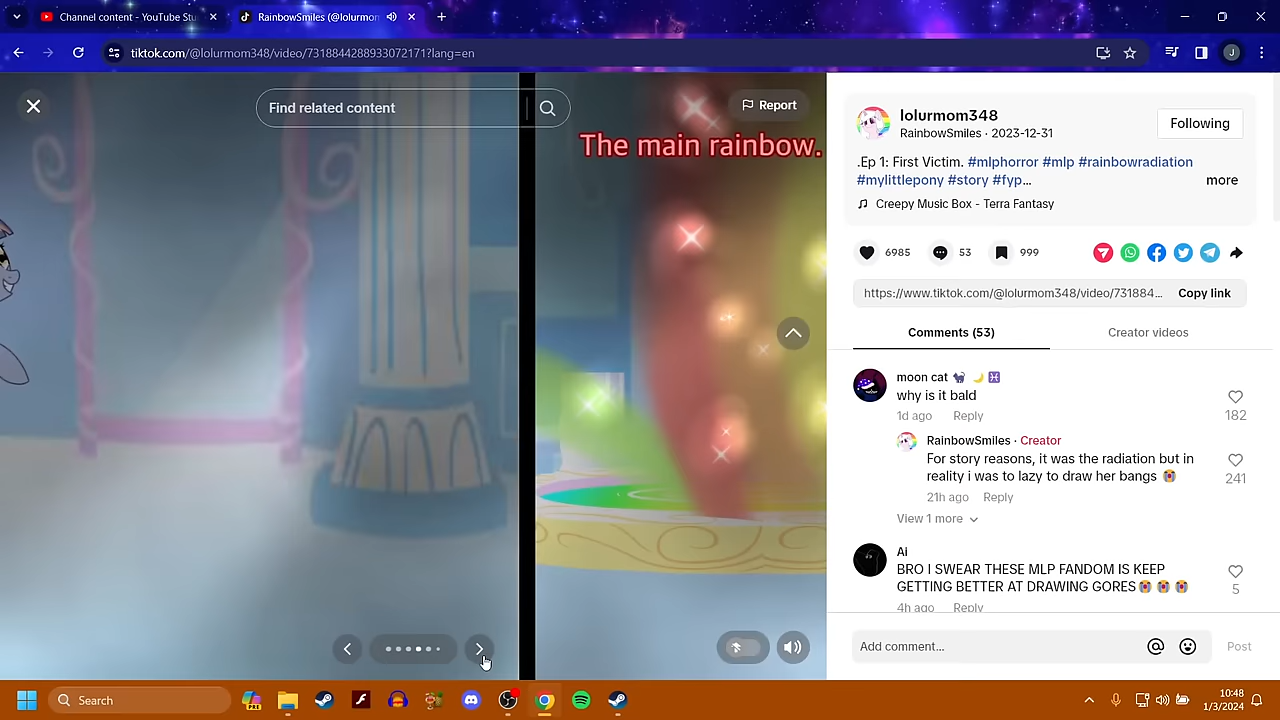 Channel content - YouTube Stu
RainbowSmiles (@lolurmom
tiktok.com/@lolurmom348/video/7318844288933072171?lang=en
Find related content
Report
The main rainbow.
lolurmom348
RainbowSmiles · 2023-12-31
Following
.Ep 1: First Victim. #mlphorror #mlp #rainbowradiation
#mylittlepony #story #fyp...
more
Creepy Music Box - Terra Fantasy
6985
53
999
https://www.tiktok.com/@lolurmom348/video/731884...
Copy link
Comments (53)
Creator videos
moon cat 🐈‍⬛ 🌙 ♓
why is it bald
1d ago
Reply
182
RainbowSmiles · Creator
For story reasons, it was the radiation but in
reality i was to lazy to draw her bangs 😭
241
21h ago
Reply
View 1 more
Ai
BRO I SWEAR THESE MLP FANDOM IS KEEP
GETTING BETTER AT DRAWING GORES😭 😭 😭
5
4h ago
Reply
Add comment...
Post
J
Search
PRE
10:48
1/3/2024